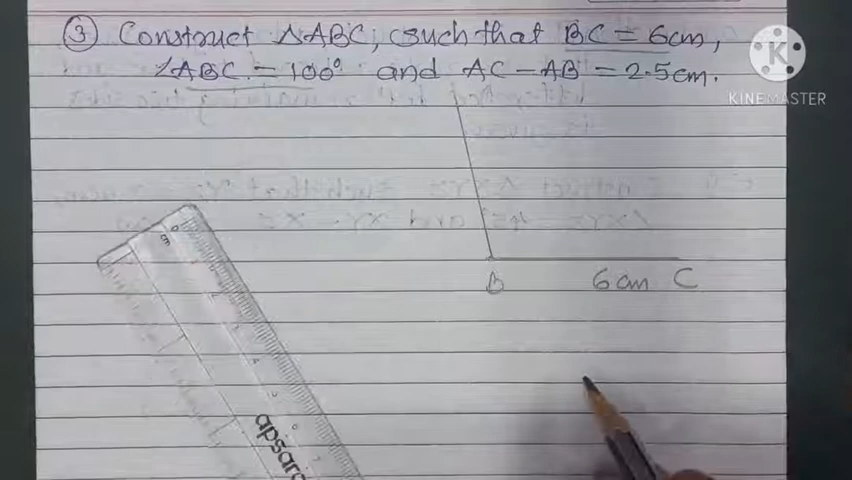 ③ Construct △ABC, such that BC = 6cm,
∠ABC = 100° and AC - AB = 2.5cm.
K
KINEMASTER
B 6cm C
apsara